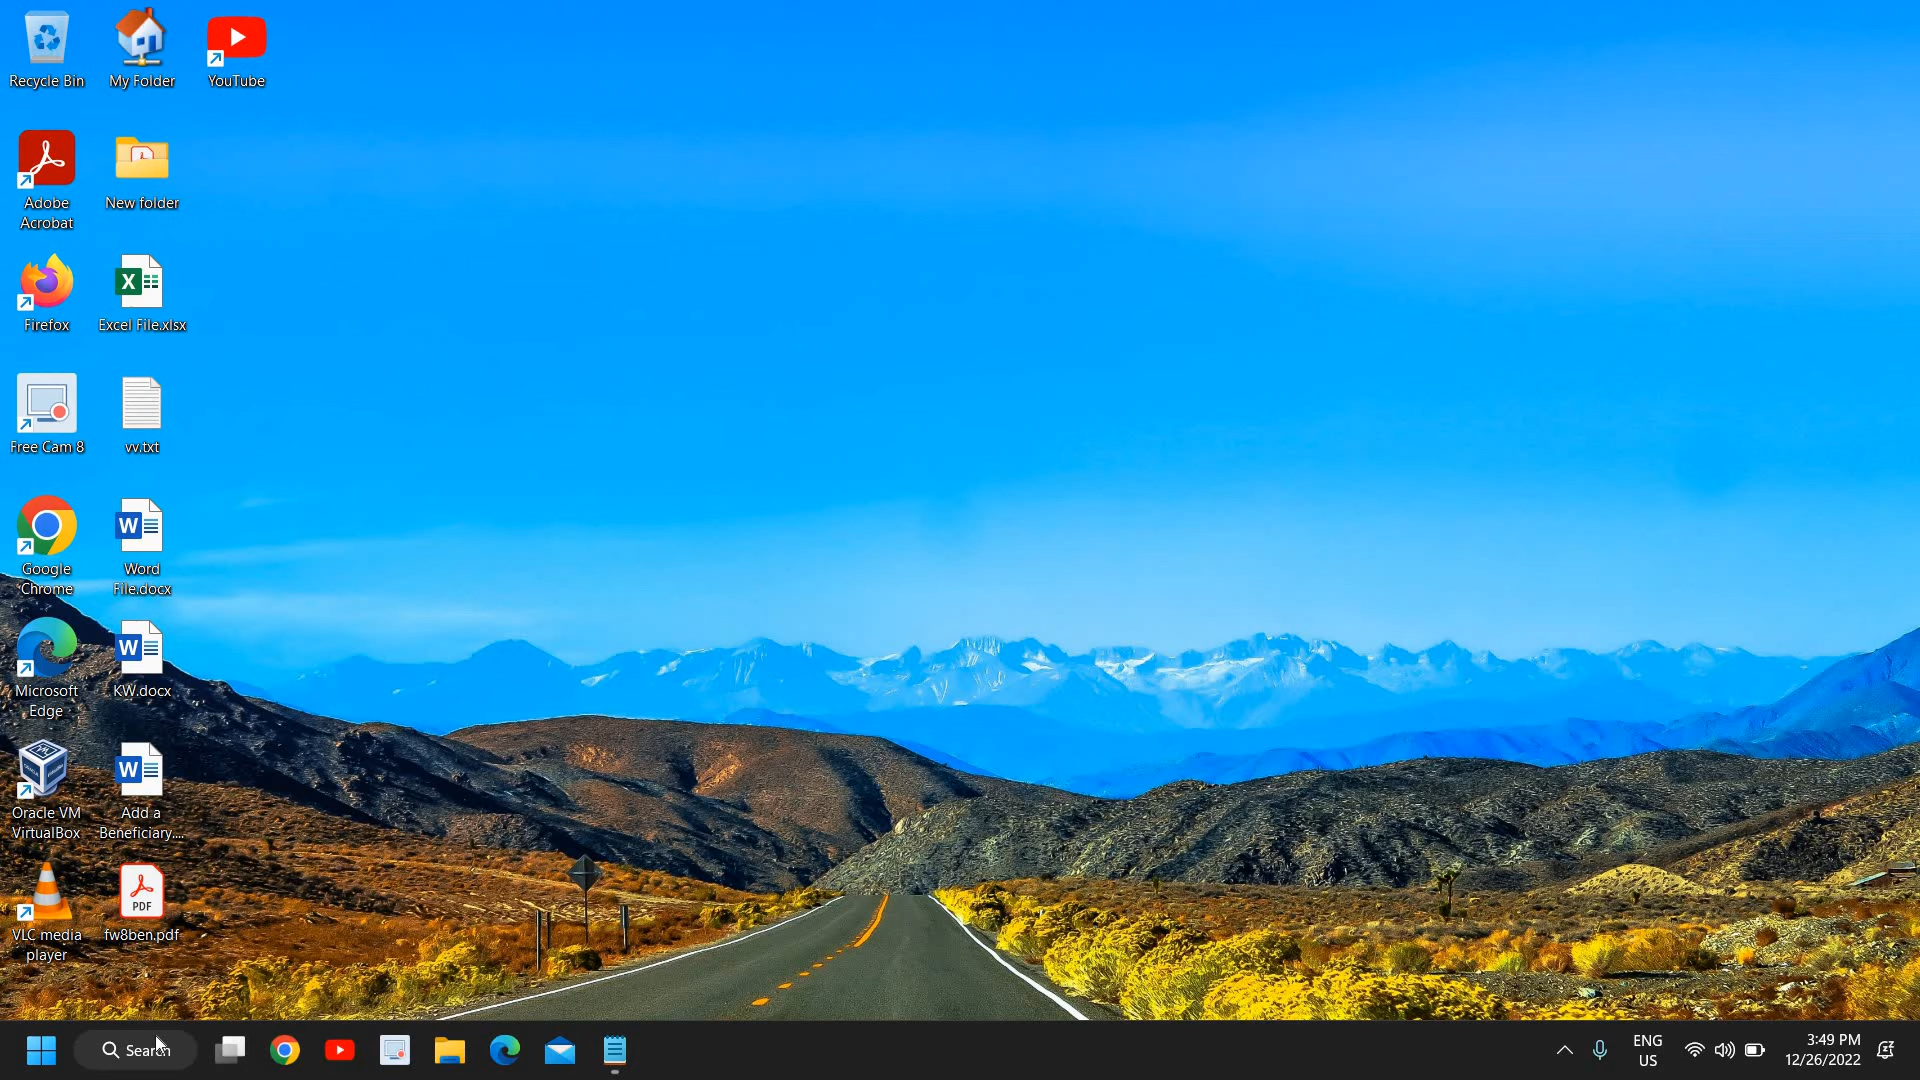 Recycle Bin
My Folder
YouTube
Adobe
Acrobat
New folder
Firefox
X
Excel File.xlsx
Free Cam 8
vv.txt
Google
Chrome
W
Word
File.docx
Microsoft
Edge
W
KW.docx
Oracle VM
VirtualBox
W
Add a
Beneficiary....
VLC media
player
PDF
fw8ben.pdf
Search
ENG
US
3:49 PM
12/26/2022